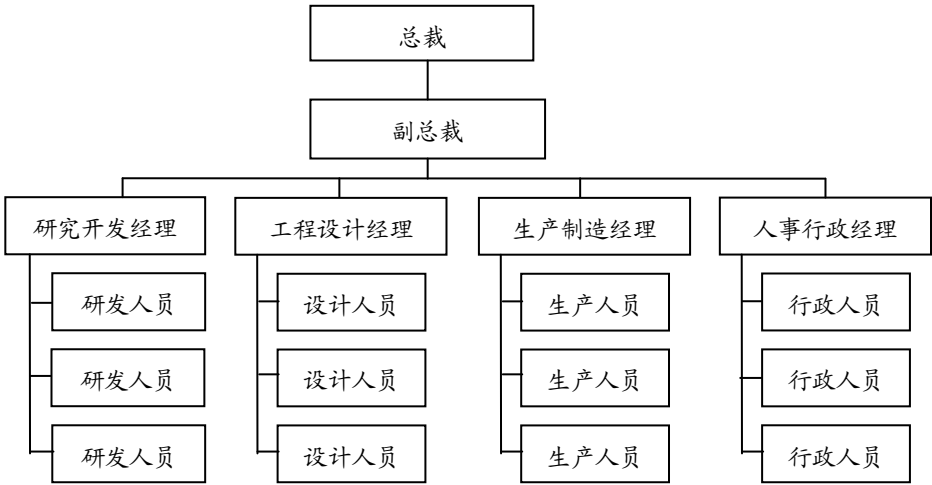 总裁
副总裁
研究开发经理
工程设计经理
生产制造经理
人事行政经理
研发人员
设计人员
生产人员
行政人员
研发人员
设计人员
生产人员
行政人员
研发人员
设计人员
生产人员
行政人员